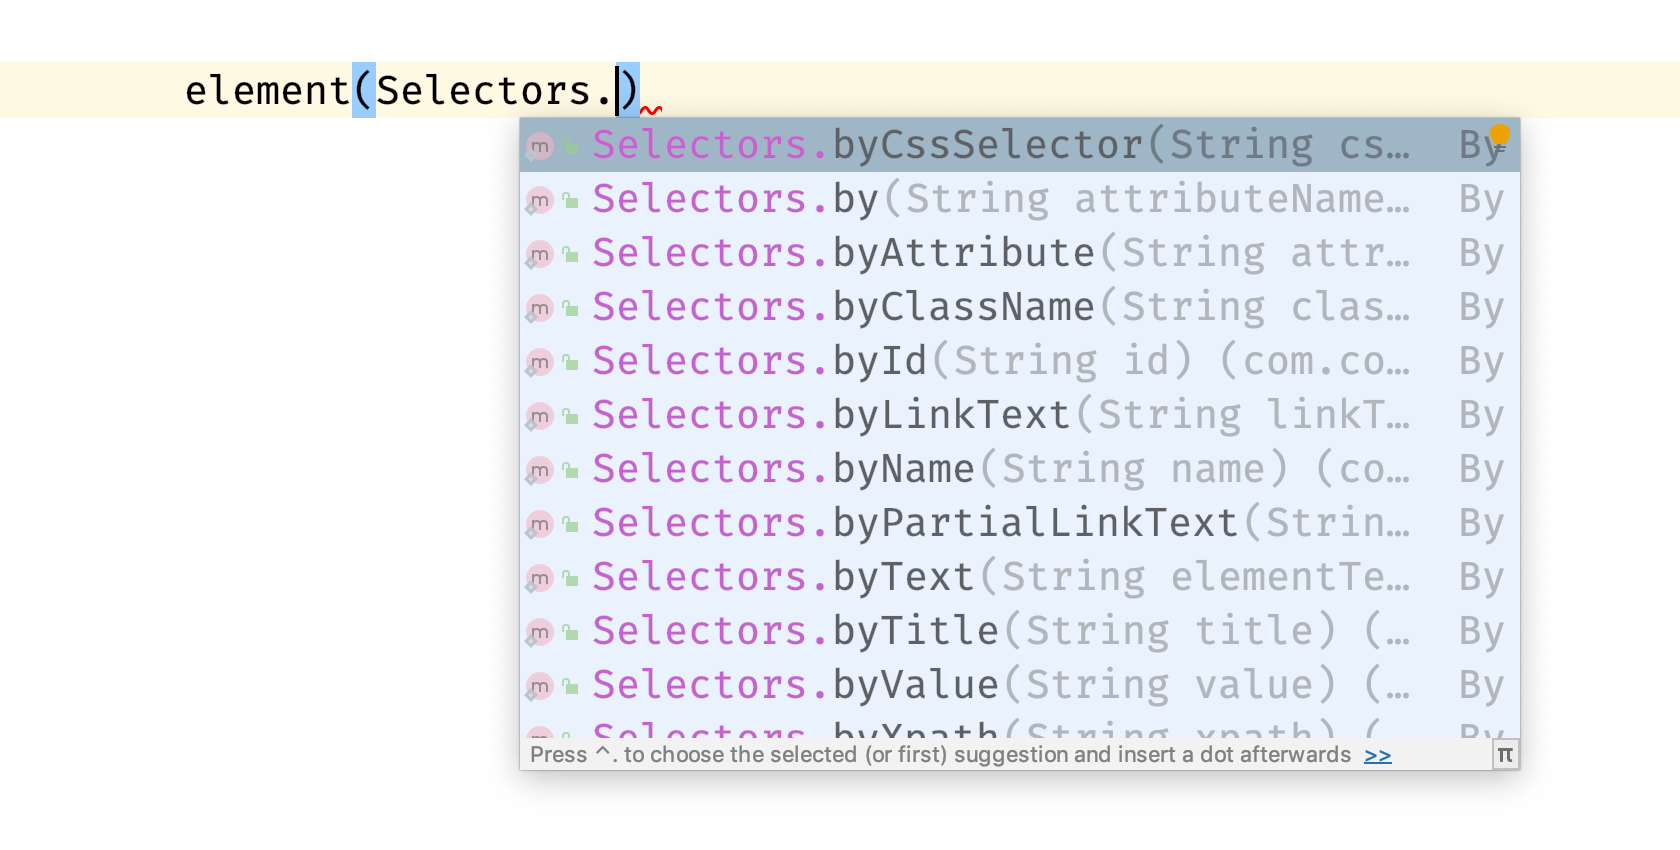 element(Selectors.)
m Selectors.byCssSelector(String cs… By
m Selectors.by(String attributeName… By
m Selectors.byAttribute(String attr… By
m Selectors.byClassName(String clas… By
m Selectors.byId(String id) (com.co… By
m Selectors.byLinkText(String linkT… By
m Selectors.byName(String name) (co… By
m Selectors.byPartialLinkText(Strin… By
m Selectors.byText(String elementTe… By
m Selectors.byTitle(String title) (… By
m Selectors.byValue(String value) (… By
m Selectors.byXpath(String xpath) (… By
Press ^. to choose the selected (or first) suggestion and insert a dot afterwards >> π